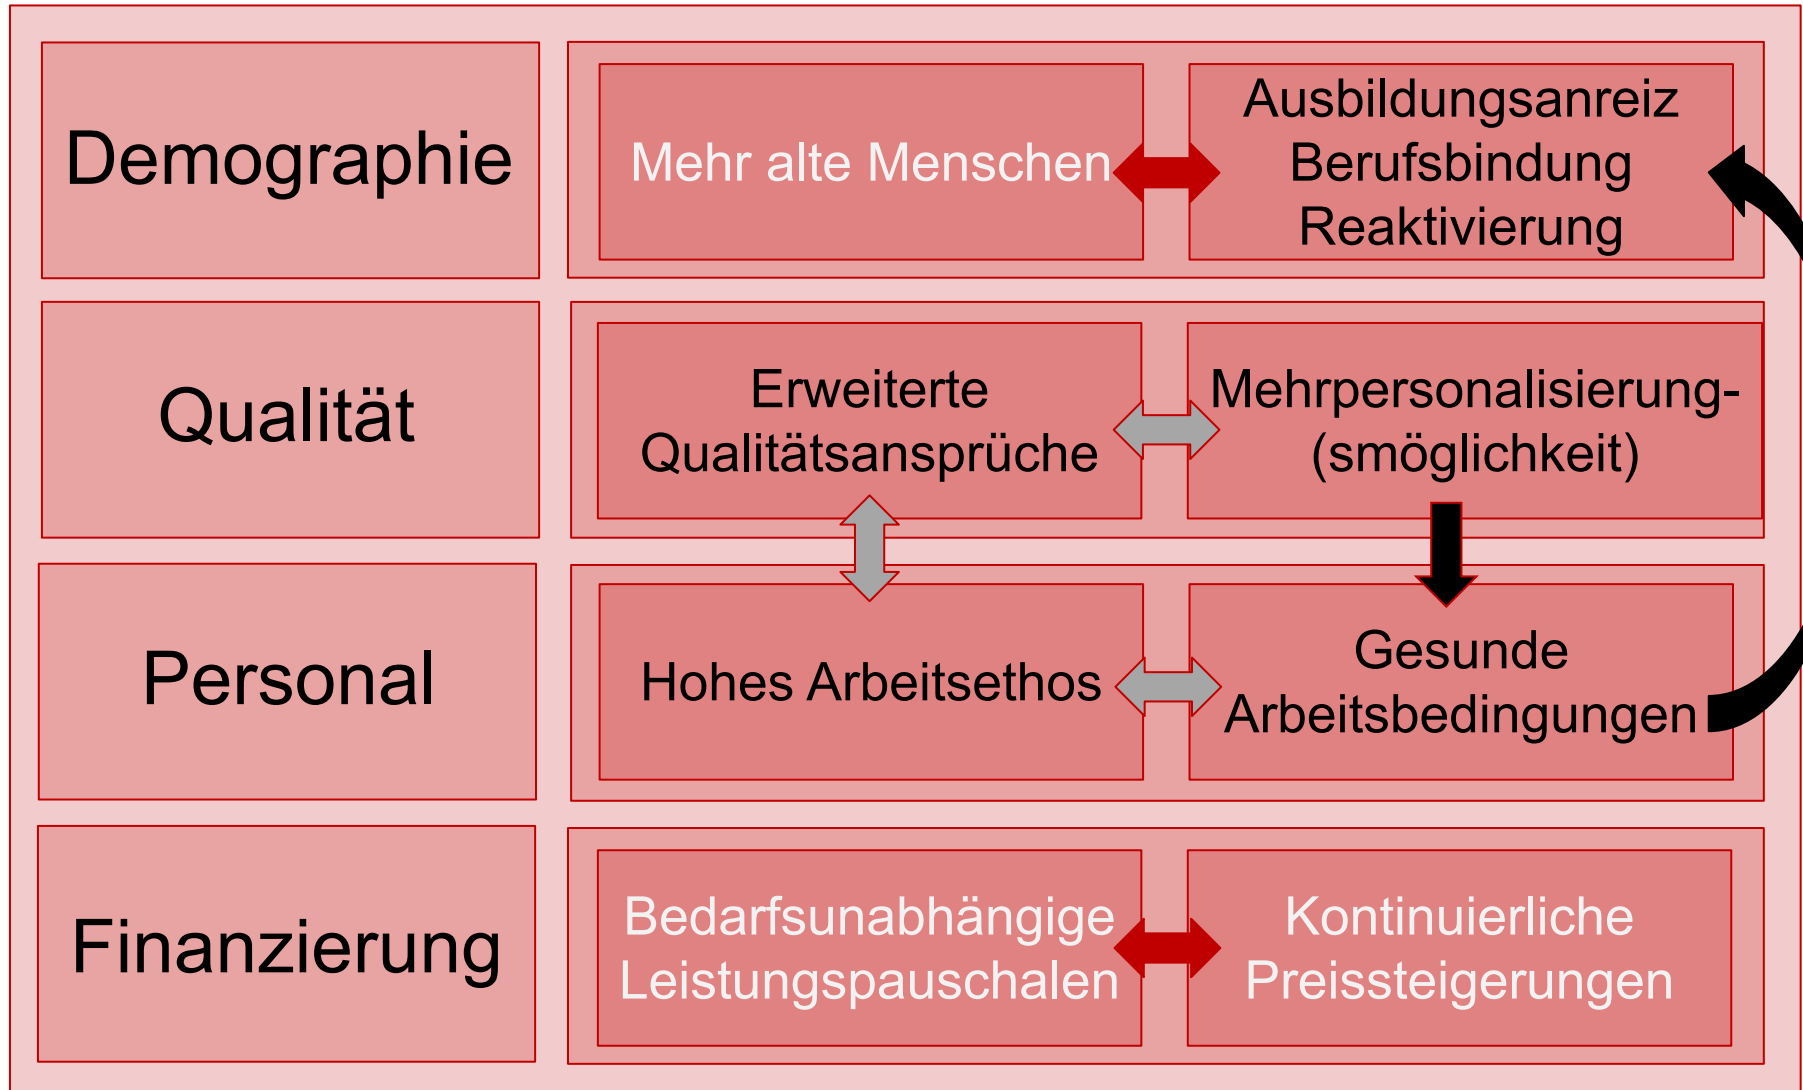 Demographie
Mehr alte Menschen
Ausbildungsanreiz
Berufsbindung
Reaktivierung
Qualität
Erweiterte
Qualitätsansprüche
Mehrpersonalisierung-
(smöglichkeit)
Personal
Hohes Arbeitsethos
Gesunde
Arbeitsbedingungen
Finanzierung
Bedarfsunabhängige
Leistungspauschalen
Kontinuierliche
Preissteigerungen